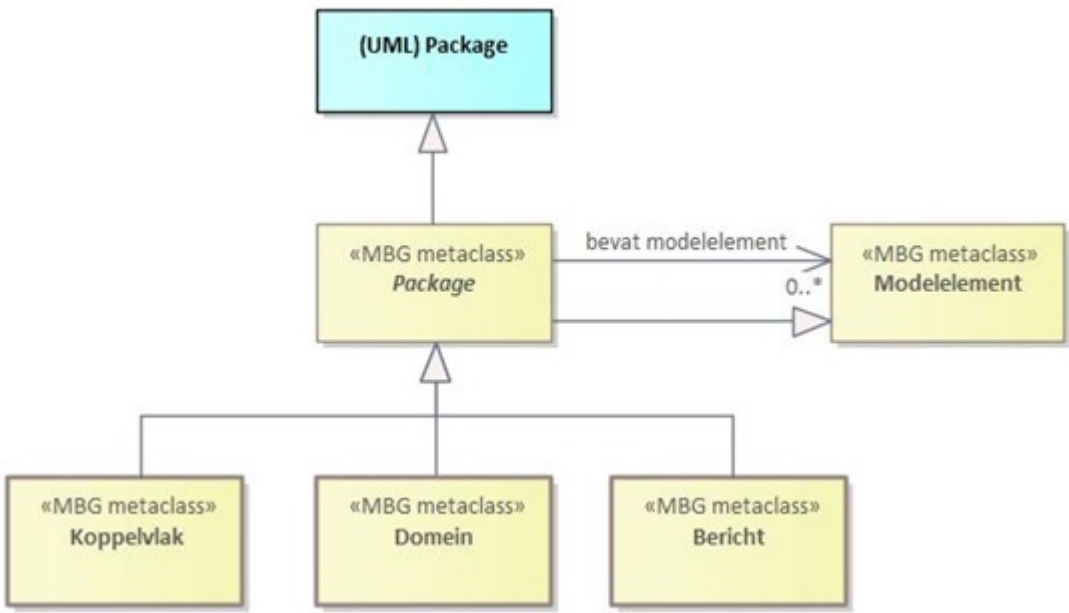 (UML) Package
«MBG metaclass»
Package
bevat modelelement
0..*
«MBG metaclass»
Modelelement
«MBG metaclass»
Koppelvlak
«MBG metaclass»
Domein
«MBG metaclass»
Bericht